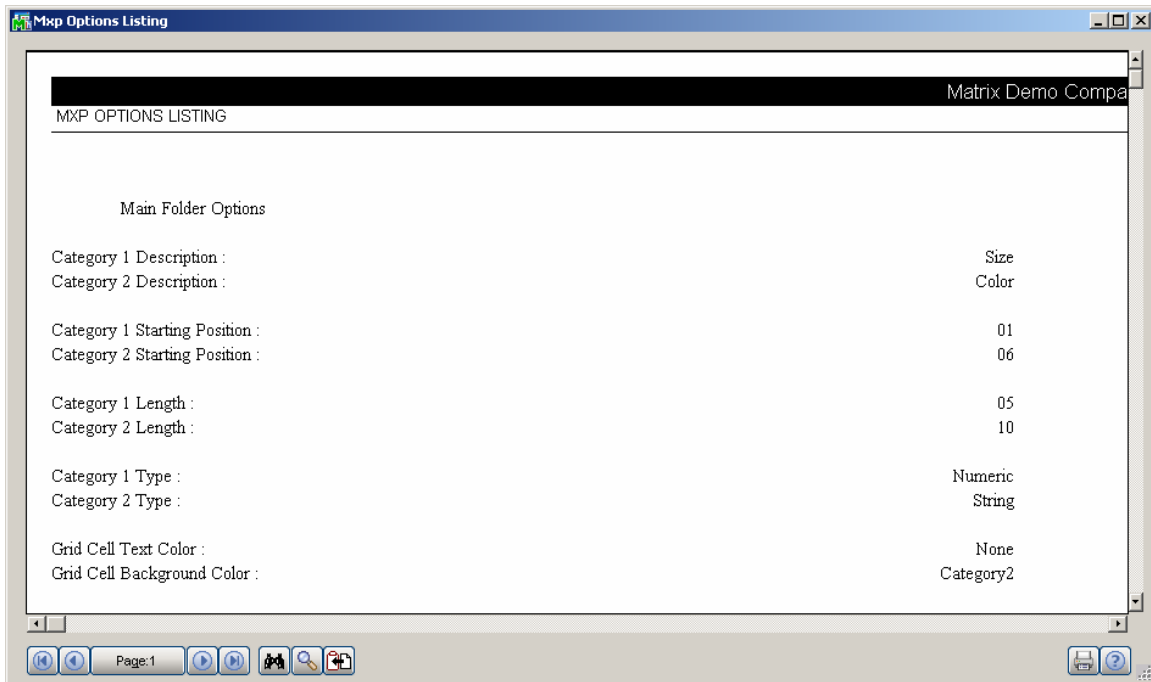 Mxp Options Listing
Matrix Demo Compa
MXP OPTIONS LISTING
Main Folder Options
Category 1 Description : Size
Category 2 Description : Color
Category 1 Starting Position : 01
Category 2 Starting Position : 06
Category 1 Length : 05
Category 2 Length : 10
Category 1 Type : Numeric
Category 2 Type : String
Grid Cell Text Color : None
Grid Cell Background Color : Category2
Page:1